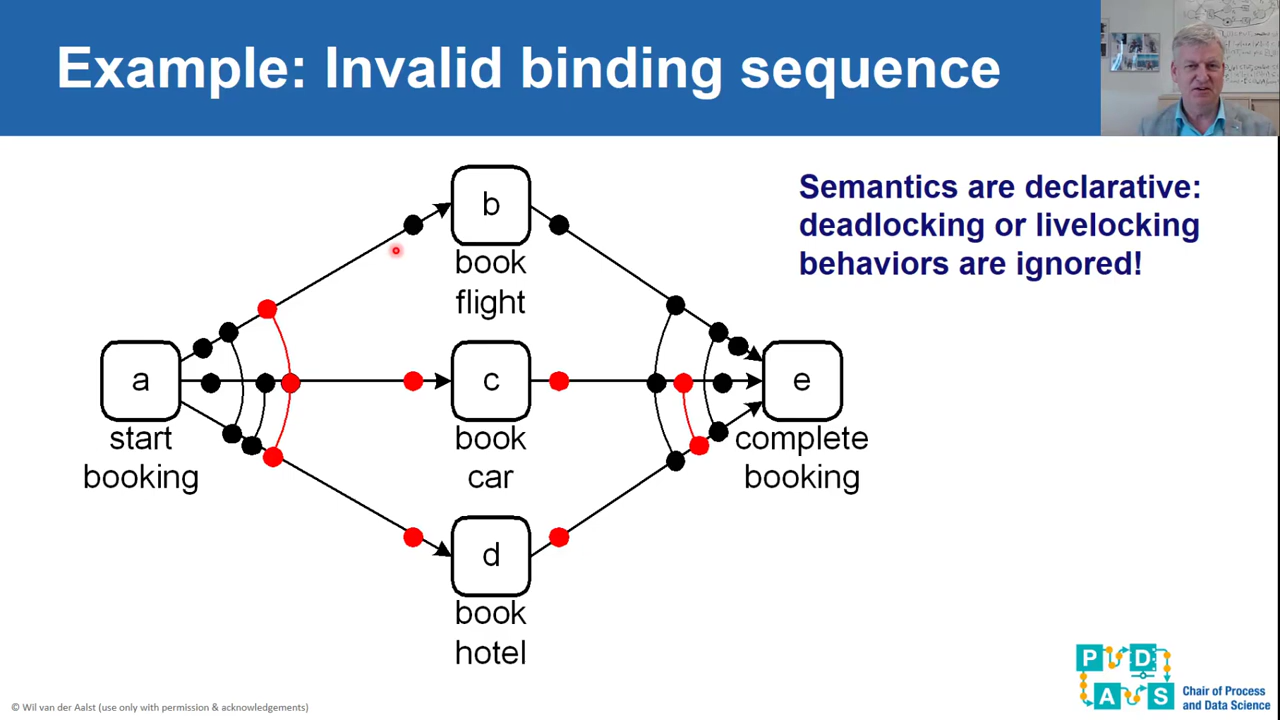 Example: Invalid binding sequence
Semantics are declarative:
deadlocking or livelocking
behaviors are ignored!
b
book
flight
a
start
booking
c
book
car
e
complete
booking
d
book
hotel
P D
A S
Chair of Process
and Data Science
© Wil van der Aalst (use only with permission & acknowledgements)